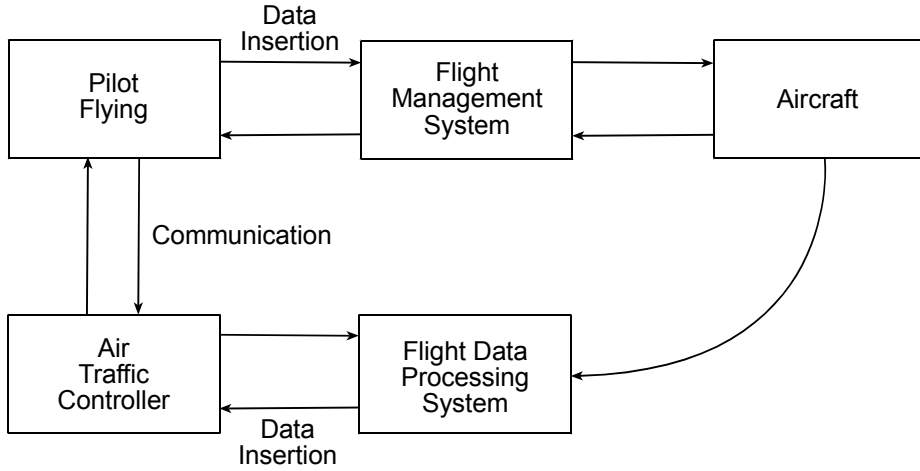 Data
Insertion
Pilot
Flying
Flight
Management
System
Aircraft
Communication
Air
Traffic
Controller
Flight Data
Processing
System
Data
Insertion